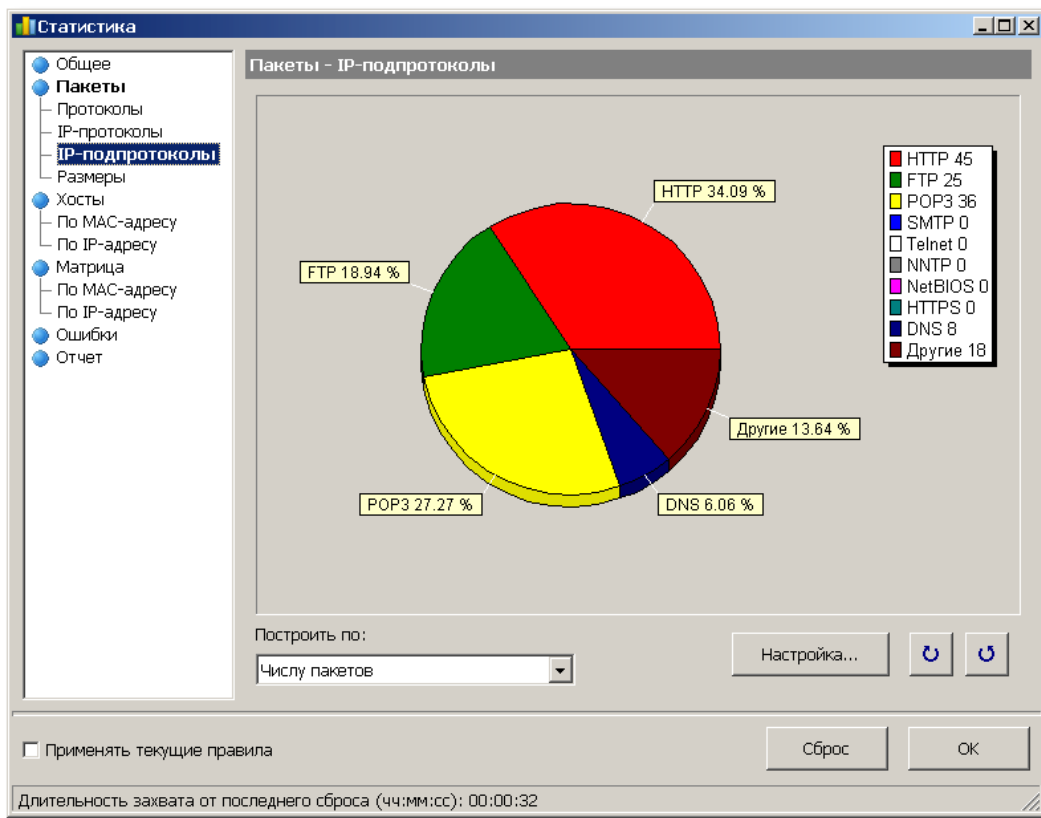 Статистика
Общее
Пакеты
Протоколы
IP-протоколы
IP-подпротоколы
Размеры
Хосты
По MAC-адресу
По IP-адресу
Матрица
По MAC-адресу
По IP-адресу
Ошибки
Отчет
Пакеты - IP-подпротоколы
HTTP 34.09 %
FTP 18.94 %
Другие 13.64 %
POP3 27.27 %
DNS 6.06 %
HTTP 45
FTP 25
POP3 36
SMTP 0
Telnet 0
NNTP 0
NetBIOS 0
HTTPS 0
DNS 8
Другие 18
Построить по:
Числу пакетов
Настройка...
Применять текущие правила
Сброс
OK
Длительность захвата от последнего сброса (чч:мм:сс): 00:00:32